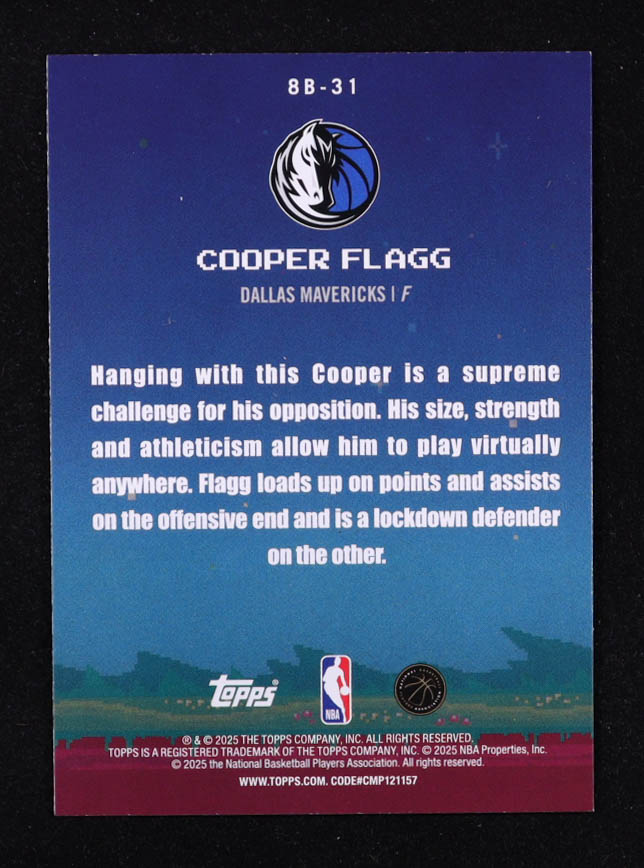 8B-31
COOPER FLAGG
DALLAS MAVERICKS | F
Hanging with this Cooper is a supreme
challenge for his opposition. His size, strength
and athleticism allow him to play virtually
anywhere. Flagg loads up on points and assists
on the offensive end and is a lockdown defender
on the other.
topps®
NBA
® & © 2025 THE TOPPS COMPANY, INC. ALL RIGHTS RESERVED.
TOPPS IS A REGISTERED TRADEMARK OF THE TOPPS COMPANY, INC. © 2025 NBA Properties, Inc.
© 2025 the National Basketball Players Association. All rights reserved.
WWW.TOPPS.COM. CODE#CMP121157